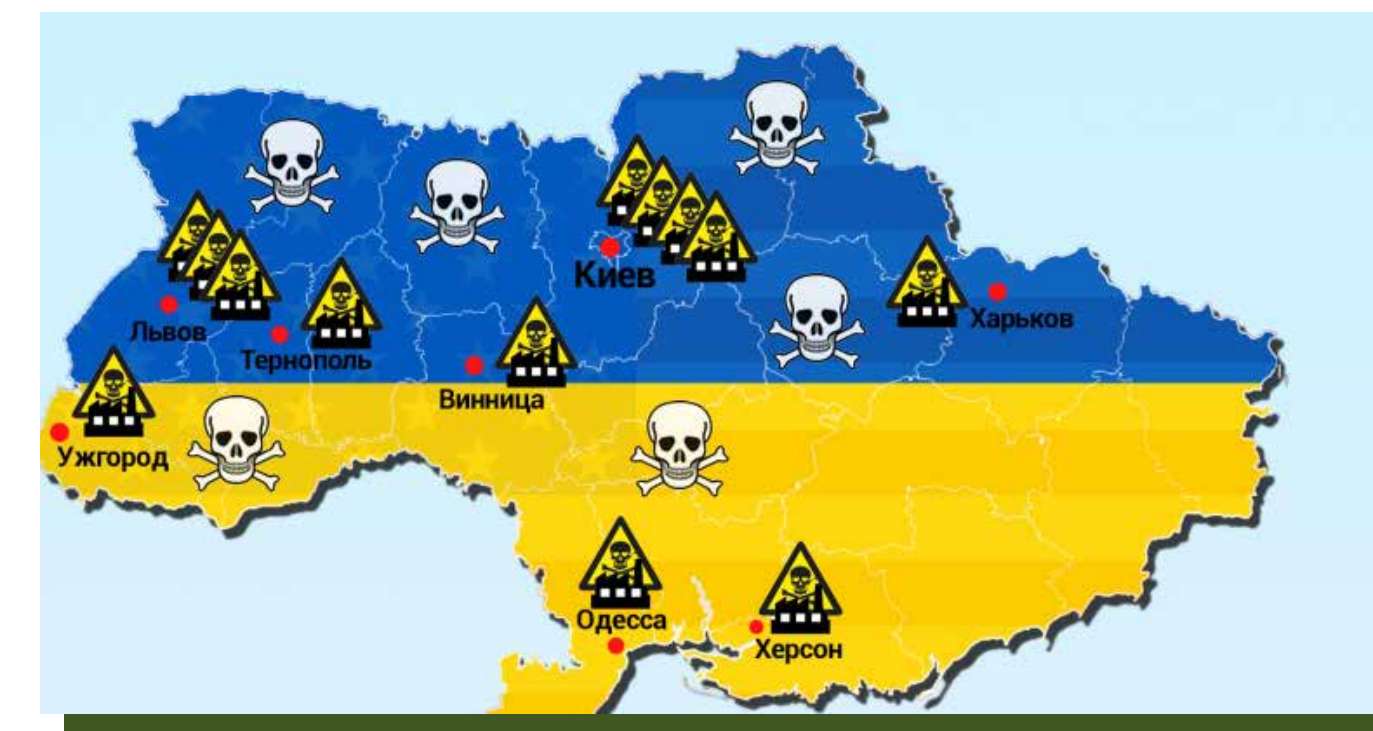 Киев
Харьков
Львов
Тернополь
Винница
Ужгород
Одесса
Херсон